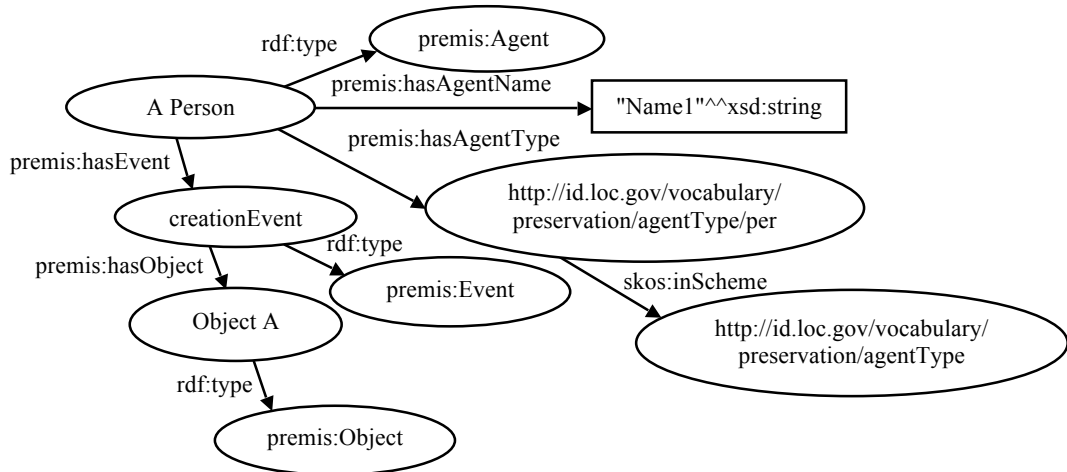 rdf:type
premis:Agent
premis:hasAgentName
A Person
"Name1"^^xsd:string
premis:hasAgentType
premis:hasEvent
http://id.loc.gov/vocabulary/
preservation/agentType/per
creationEvent
rdf:type
premis:hasObject
premis:Event
skos:inScheme
Object A
http://id.loc.gov/vocabulary/
preservation/agentType
rdf:type
premis:Object